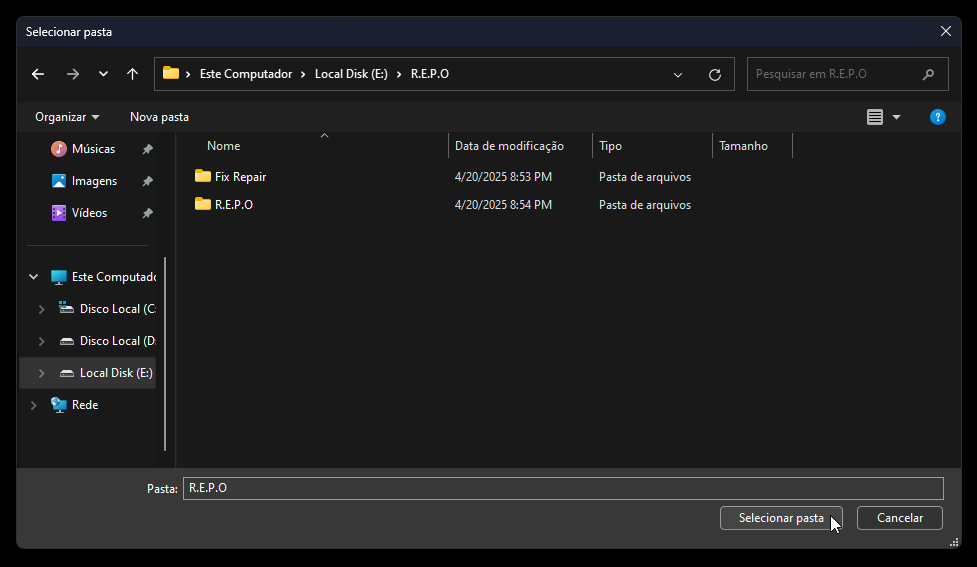 Selecionar pasta
Este Computador > Local Disk (E:) > R.E.P.O
Pesquisar em R.E.P.O
Organizar
Nova pasta
?
Músicas
Imagens
Vídeos
Este Computado
Disco Local (C:
Disco Local (D:
Local Disk (E:)
Rede
Nome Data de modificação Tipo Tamanho
Fix Repair 4/20/2025 8:53 PM Pasta de arquivos
R.E.P.O 4/20/2025 8:54 PM Pasta de arquivos
Pasta: R.E.P.O
Selecionar pasta Cancelar